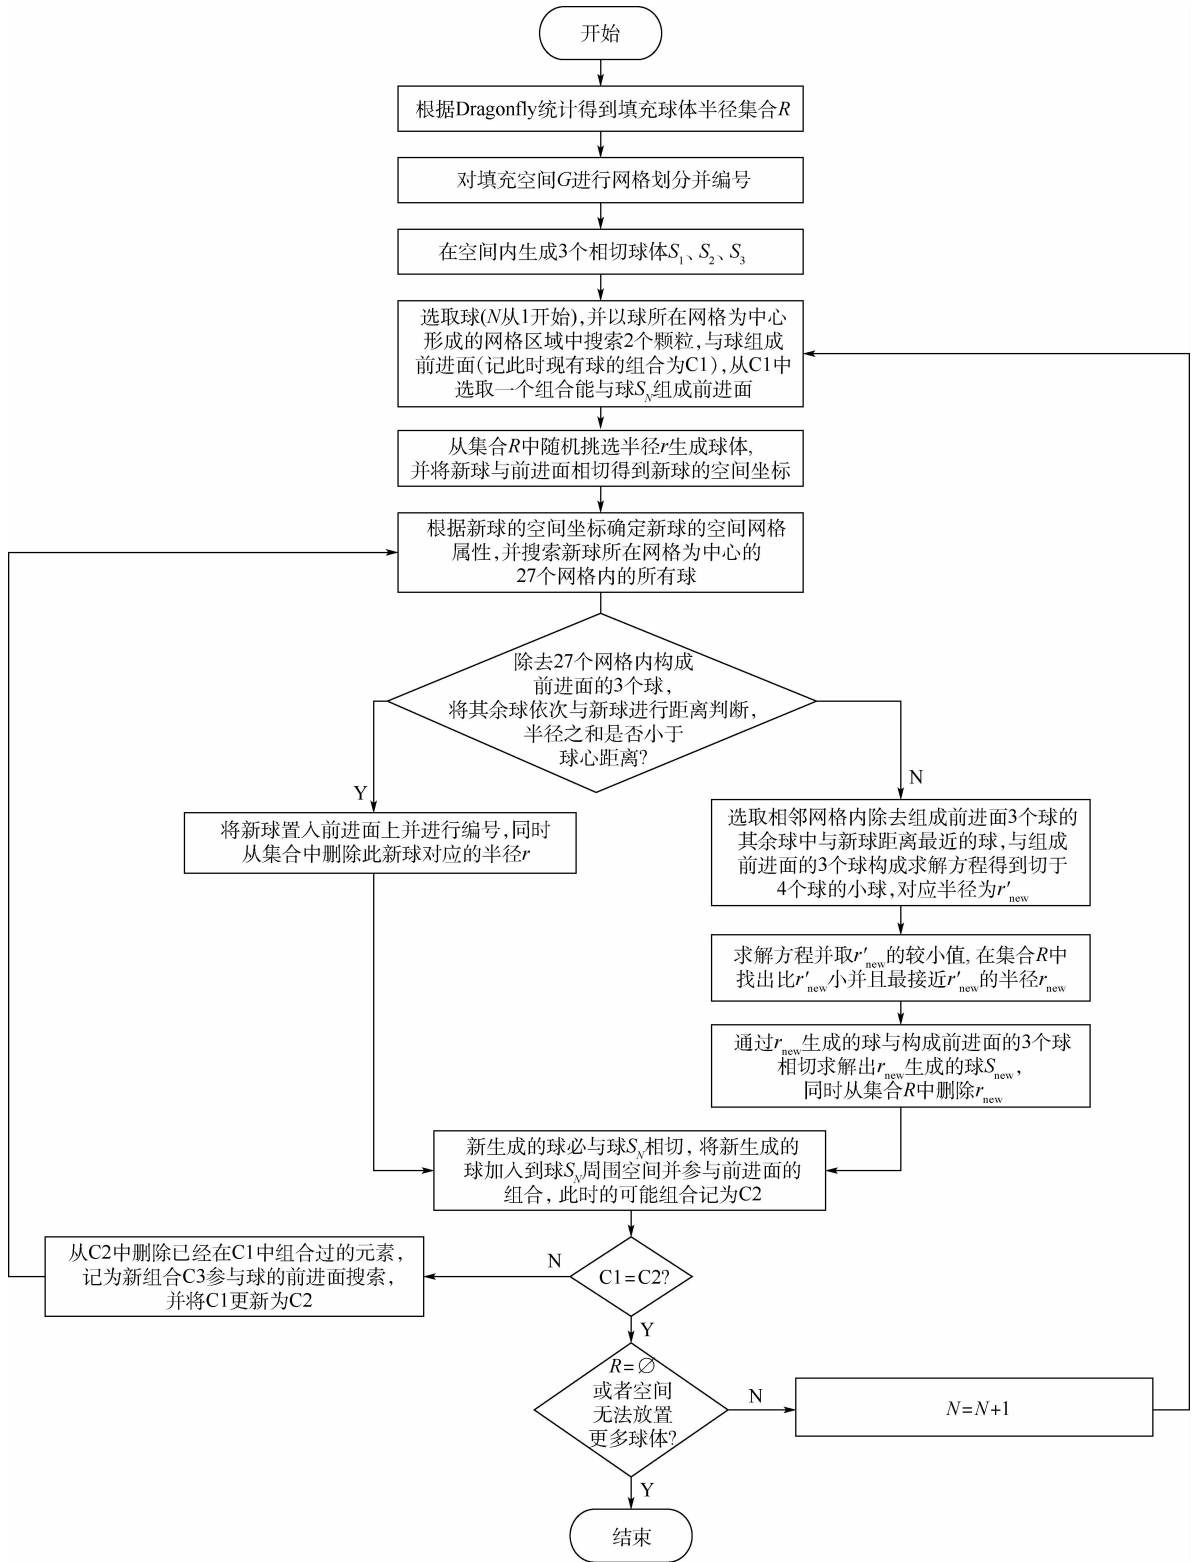 开始
根据Dragonfly统计得到填充球体半径集合R
对填充空间G进行网格划分并编号
在空间内生成3个相切球体S₁、S₂、S₃
选取球(N从1开始),并以球所在网格为中心
形成的网格区域中搜索2个颗粒,与球组成
前进面(记此时现有球的组合为C1),从C1中
选取一个组合能与球S_N组成前进面
从集合R中随机挑选半径r生成球体,
并将新球与前进面相切得到新球的空间坐标
根据新球的空间坐标确定新球的空间网格
属性,并搜索新球所在网格为中心的
27个网格内的所有球
除去27个网格内构成
前进面的3个球,
将其余球依次与新球进行距离判断,
半径之和是否小于
球心距离?
Y
N
将新球置入前进面上并进行编号,同时
从集合中删除此新球对应的半径r
选取相邻网格内除去组成前进面3个球的
其余球中与新球距离最近的球,与组成
前进面的3个球构成求解方程得到切于
4个球的小球,对应半径为r′_new
求解方程并取r′_new的较小值,在集合R中
找出比r′_new小并且最接近r′_new的半径r_new
通过r_new生成的球与构成前进面的3个球
相切求解出r_new生成的球S_new,
同时从集合R中删除r_new
新生成的球必与球S_N相切,将新生成的
球加入到球S_N周围空间并参与前进面的
组合,此时的可能组合记为C2
从C2中删除已经在C1中组合过的元素,
记为新组合C3参与球的前进面搜索,
并将C1更新为C2
N
C1=C2?
Y
R=∅
或者空间
无法放置
更多球体?
N
N=N+1
Y
结束